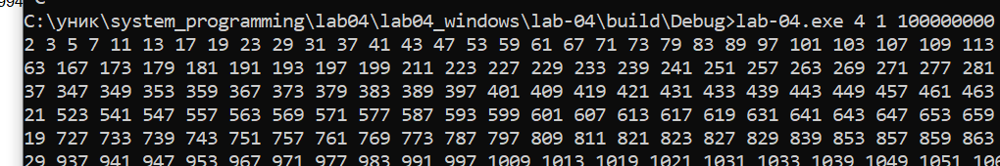 994
C:\уник\system_programming\lab04\lab04_windows\lab-04\build\Debug>lab-04.exe 4 1 100000000
2 3 5 7 11 13 17 19 23 29 31 37 41 43 47 53 59 61 67 71 73 79 83 89 97 101 103 107 109 113
63 167 173 179 181 191 193 197 199 211 223 227 229 233 239 241 251 257 263 269 271 277 281
37 347 349 353 359 367 373 379 383 389 397 401 409 419 421 431 433 439 443 449 457 461 463
21 523 541 547 557 563 569 571 577 587 593 599 601 607 613 617 619 631 641 643 647 653 659
19 727 733 739 743 751 757 761 769 773 787 797 809 811 821 823 827 829 839 853 857 859 863
29 937 941 947 953 967 971 977 983 991 997 1009 1013 1019 1021 1031 1033 1039 1049 1051